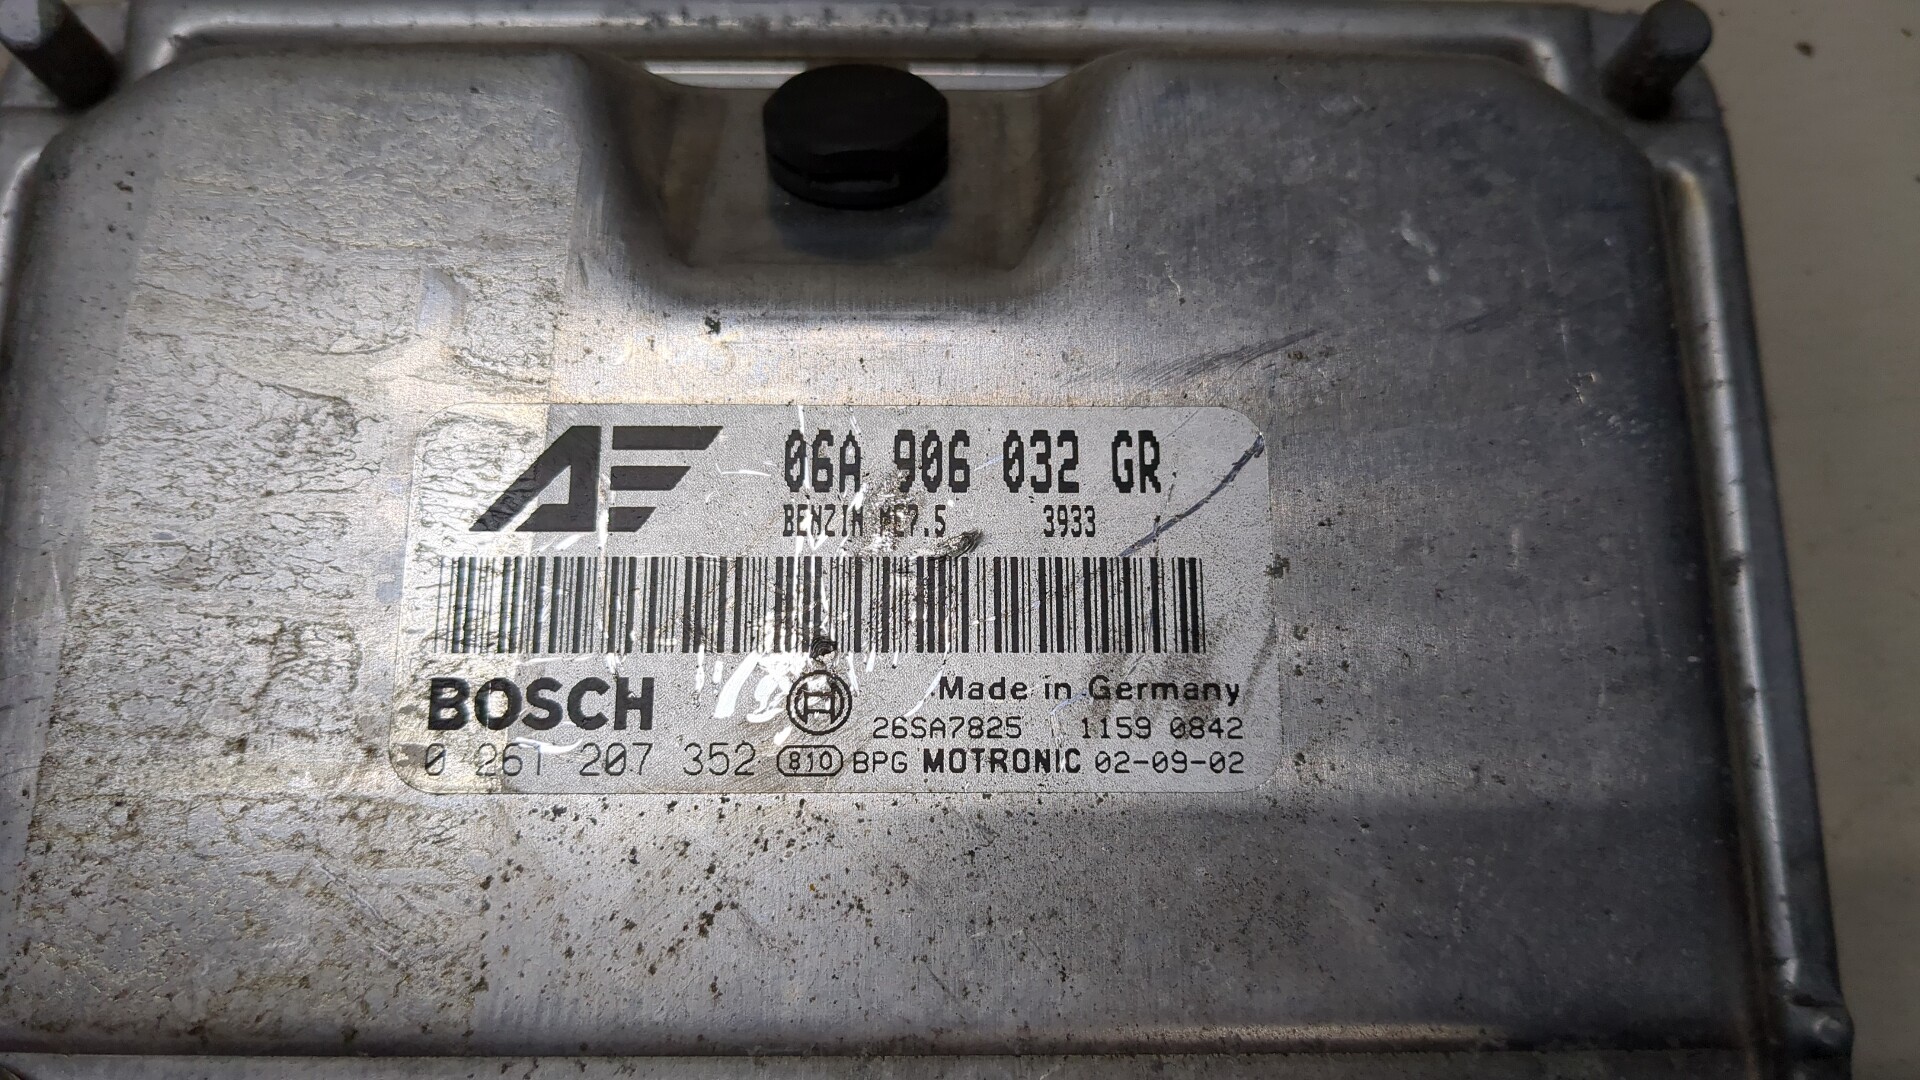 AE 06A 906 032 GR
BENZIN ME7.5 3933
BOSCH Made in Germany
26SA7825 1159 0842
0 261 207 352 810 BPG MOTRONIC 02-09-02